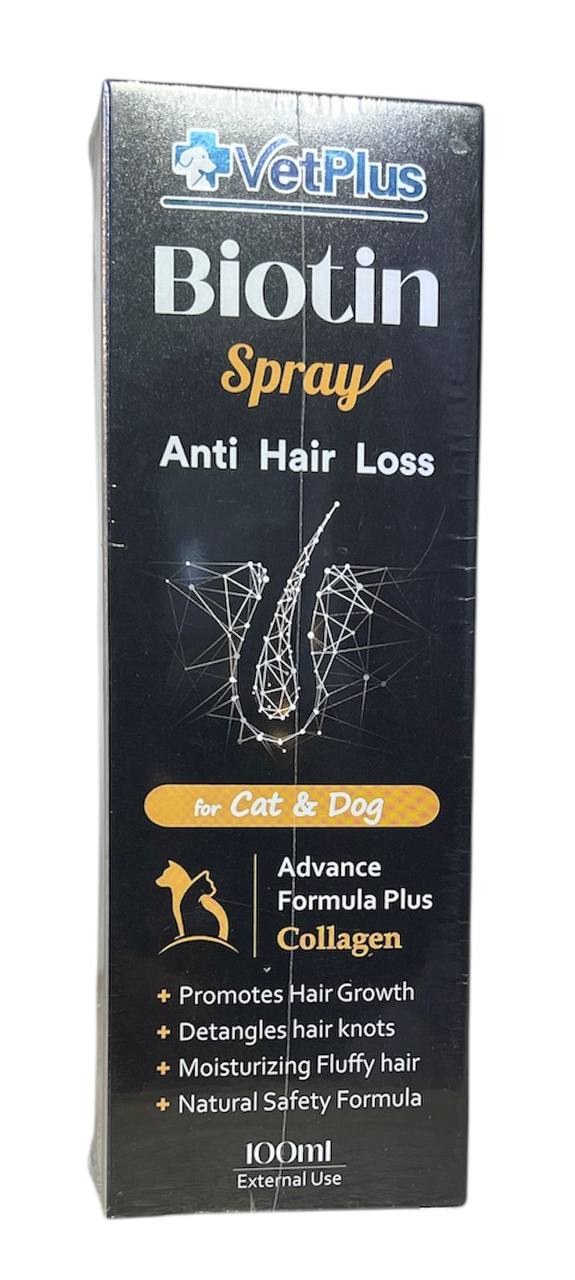 VetPlus
Biotin
Spray
Anti Hair Loss
for Cat & Dog
Advance
Formula Plus
Collagen
+ Promotes Hair Growth
+ Detangles hair knots
+ Moisturizing Fluffy hair
+ Natural Safety Formula
100ml
External Use